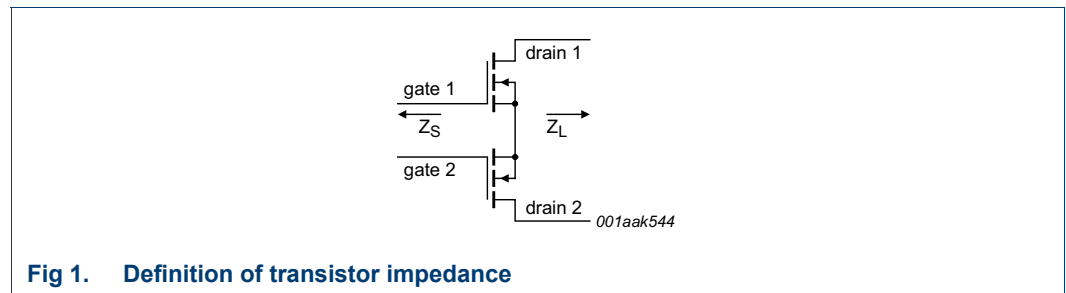 drain 1
gate 1
Z_S
Z_L
gate 2
drain 2
001aak544
Fig 1. Definition of transistor impedance